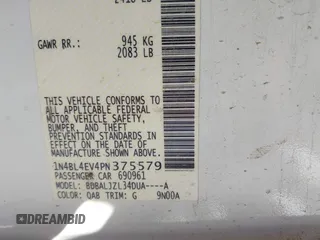 GAWR RR.: 945 KG
2083 LB
THIS VEHICLE CONFORMS TO
ALL APPLICABLE FEDERAL
MOTOR VEHICLE SAFETY,
BUMPER, AND THEFT
PREVENTION STANDARDS
IN EFFECT ON THE DATE OF
MANUFACTURE SHOWN ABOVE.
1N4BL4EV4PN375579
PASSENGER CAR 690961
MODEL: BDBALJZL34DUA----A
COLOR: QAB TRIM: G 9N00A
DREAMBID